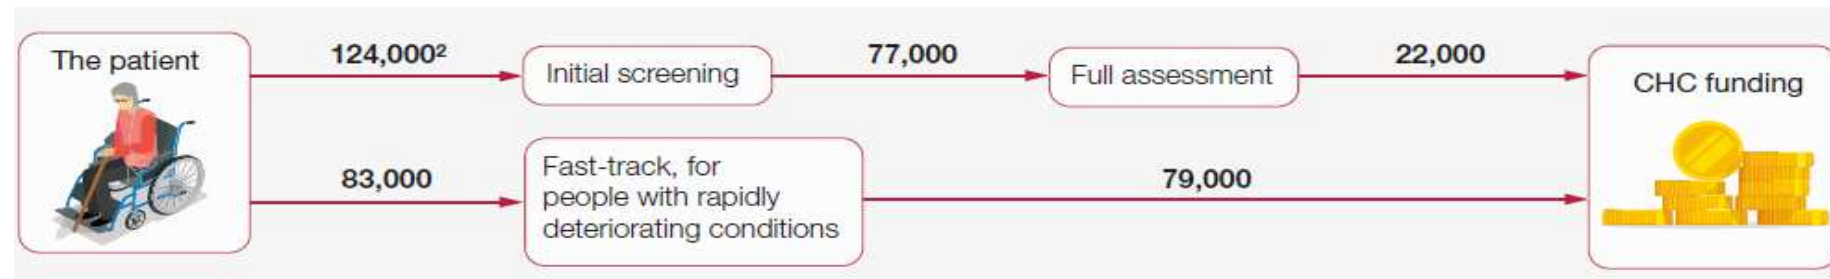 The patient
124,000²
Initial screening
77,000
Full assessment
22,000
CHC funding
83,000
Fast-track, for
people with rapidly
deteriorating conditions
79,000